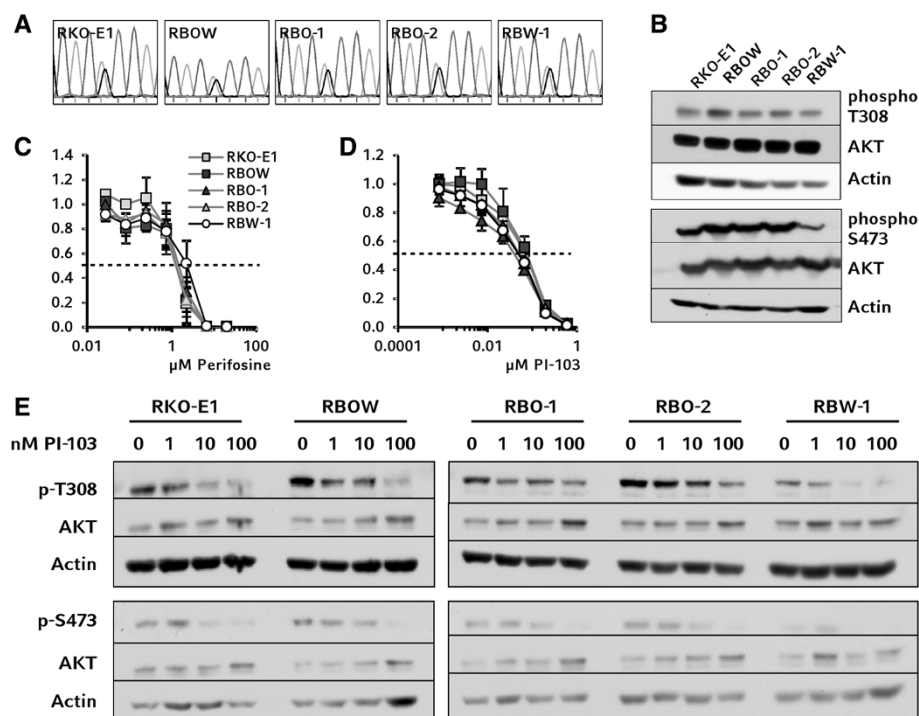 A
RKO-E1 RBOW RBO-1 RBO-2 RBW-1
B
RKO-E1 RBOW RBO-1 RBO-2 RBW-1
phospho
T308
AKT
Actin
phospho
S473
AKT
Actin
C
1.4
1.2
1.0
0.8
0.6
0.4
0.2
0.0
0.01 1 100
µM Perifosine
RKO-E1
RBOW
RBO-1
RBO-2
RBW-1
D
1.2
1.0
0.8
0.6
0.4
0.2
0.0
0.0001 0.01 1
µM PI-103
E
RKO-E1 RBOW RBO-1 RBO-2 RBW-1
nM PI-103 0 1 10 100 0 1 10 100 0 1 10 100 0 1 10 100 0 1 10 100
p-T308
AKT
Actin
p-S473
AKT
Actin